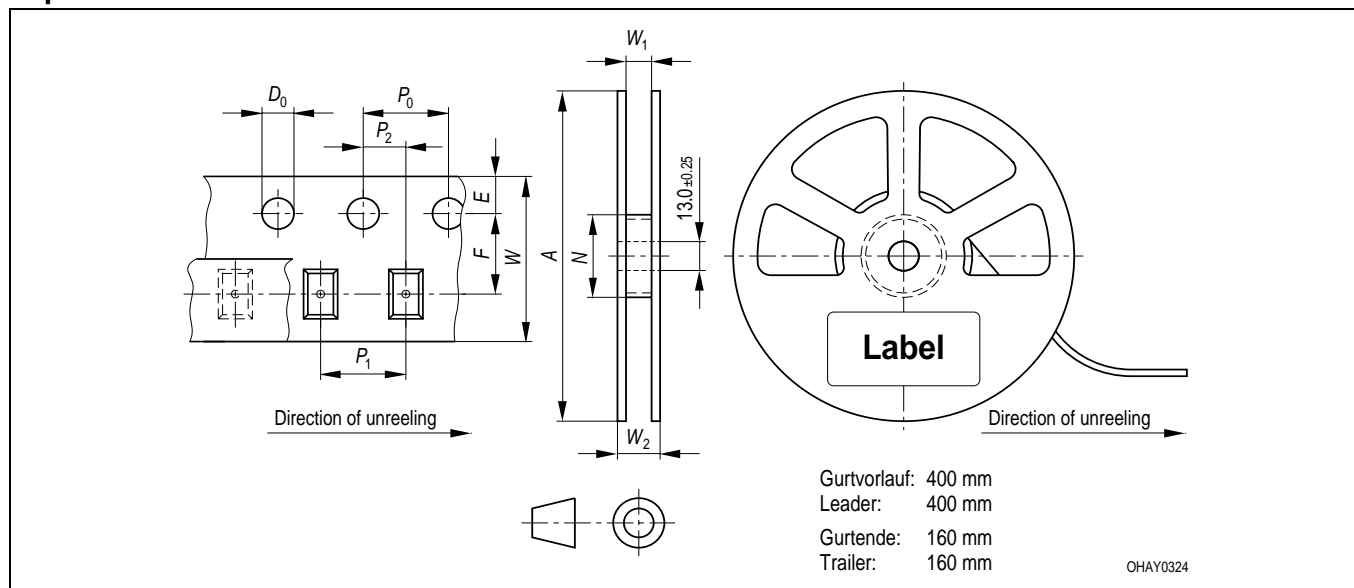 W1
D0
P0
P2
E
F
W
A
N
13.0 ±0.25
P1
Label
Direction of unreeling
W2
Direction of unreeling
Gurtvorlauf: 400 mm
Leader: 400 mm
Gurtende: 160 mm
Trailer: 160 mm
OHAY0324